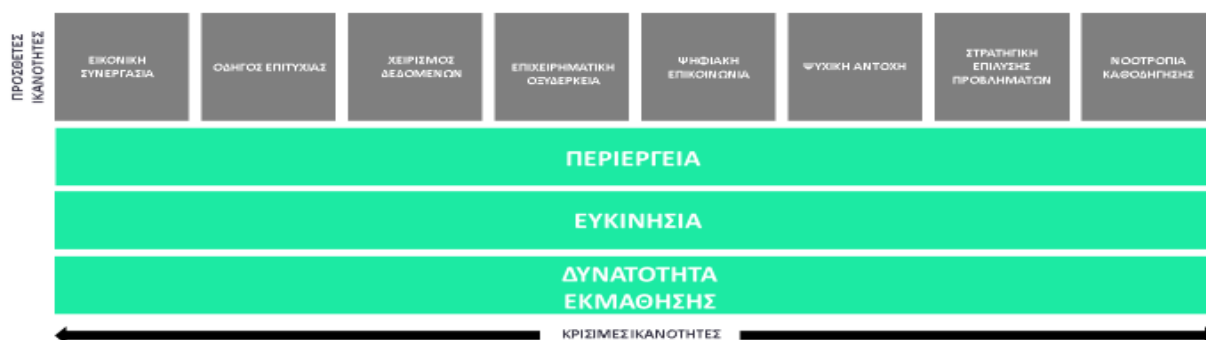 ΠΡΟΣΘΕΤΕΣ
ΙΚΑΝΟΤΗΤΕΣ
ΕΙΚΟΝΙΚΗ
ΣΥΝΕΡΓΑΣΙΑ
ΟΔΗΓΟΣ ΕΠΙΤΥΧΙΑΣ
ΧΕΙΡΙΣΜΟΣ
ΔΕΔΟΜΕΝΩΝ
ΕΠΙΧΕΙΡΗΜΑΤΙΚΗ
ΟΞΥΔΕΡΚΕΙΑ
ΨΗΦΙΑΚΗ
ΕΠΙΚΟΙΝΩΝΙΑ
ΨΥΧΙΚΗ ΑΝΤΟΧΗ
ΣΤΡΑΤΗΓΙΚΗ
ΕΠΙΛΥΣΗΣ
ΠΡΟΒΛΗΜΑΤΩΝ
ΝΟΟΤΡΟΠΙΑ
ΚΑΘΟΔΗΓΗΣΗΣ
ΠΕΡΙΕΡΓΕΙΑ
ΕΥΚΙΝΗΣΙΑ
ΔΥΝΑΤΟΤΗΤΑ
ΕΚΜΑΘΗΣΗΣ
ΚΡΙΣΙΜΕΣ ΙΚΑΝΟΤΗΤΕΣ